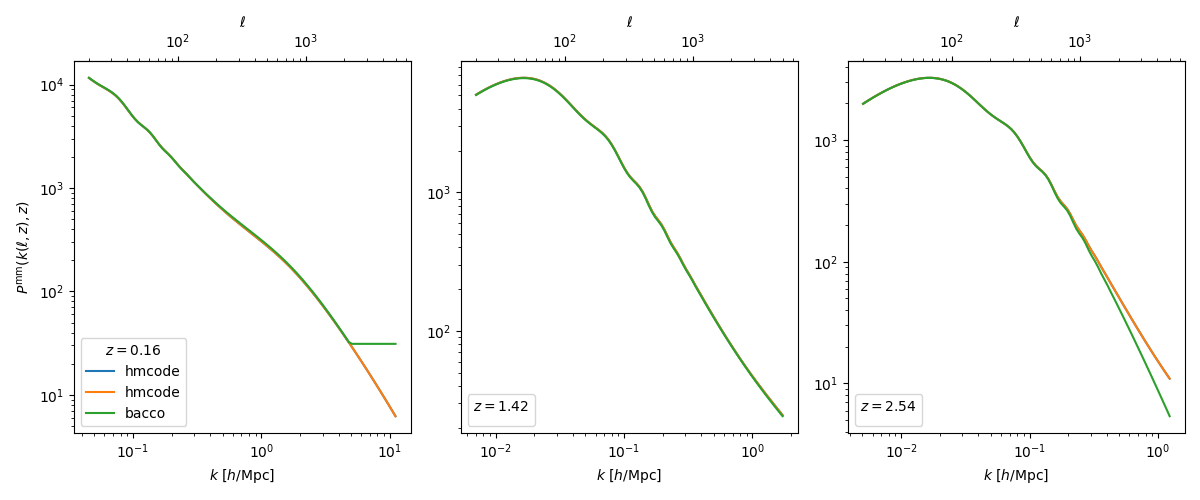 ℓ
10² 10³
10⁴
10³
10²
10¹
P^mm(k(ℓ, z), z)
z = 0.16
hmcode
hmcode
bacco
10⁻¹ 10⁰ 10¹
k [h/Mpc]
ℓ
10² 10³
10³
10²
z = 1.42
10⁻² 10⁻¹ 10⁰
k [h/Mpc]
ℓ
10² 10³
10³
10²
10¹
z = 2.54
10⁻² 10⁻¹ 10⁰
k [h/Mpc]